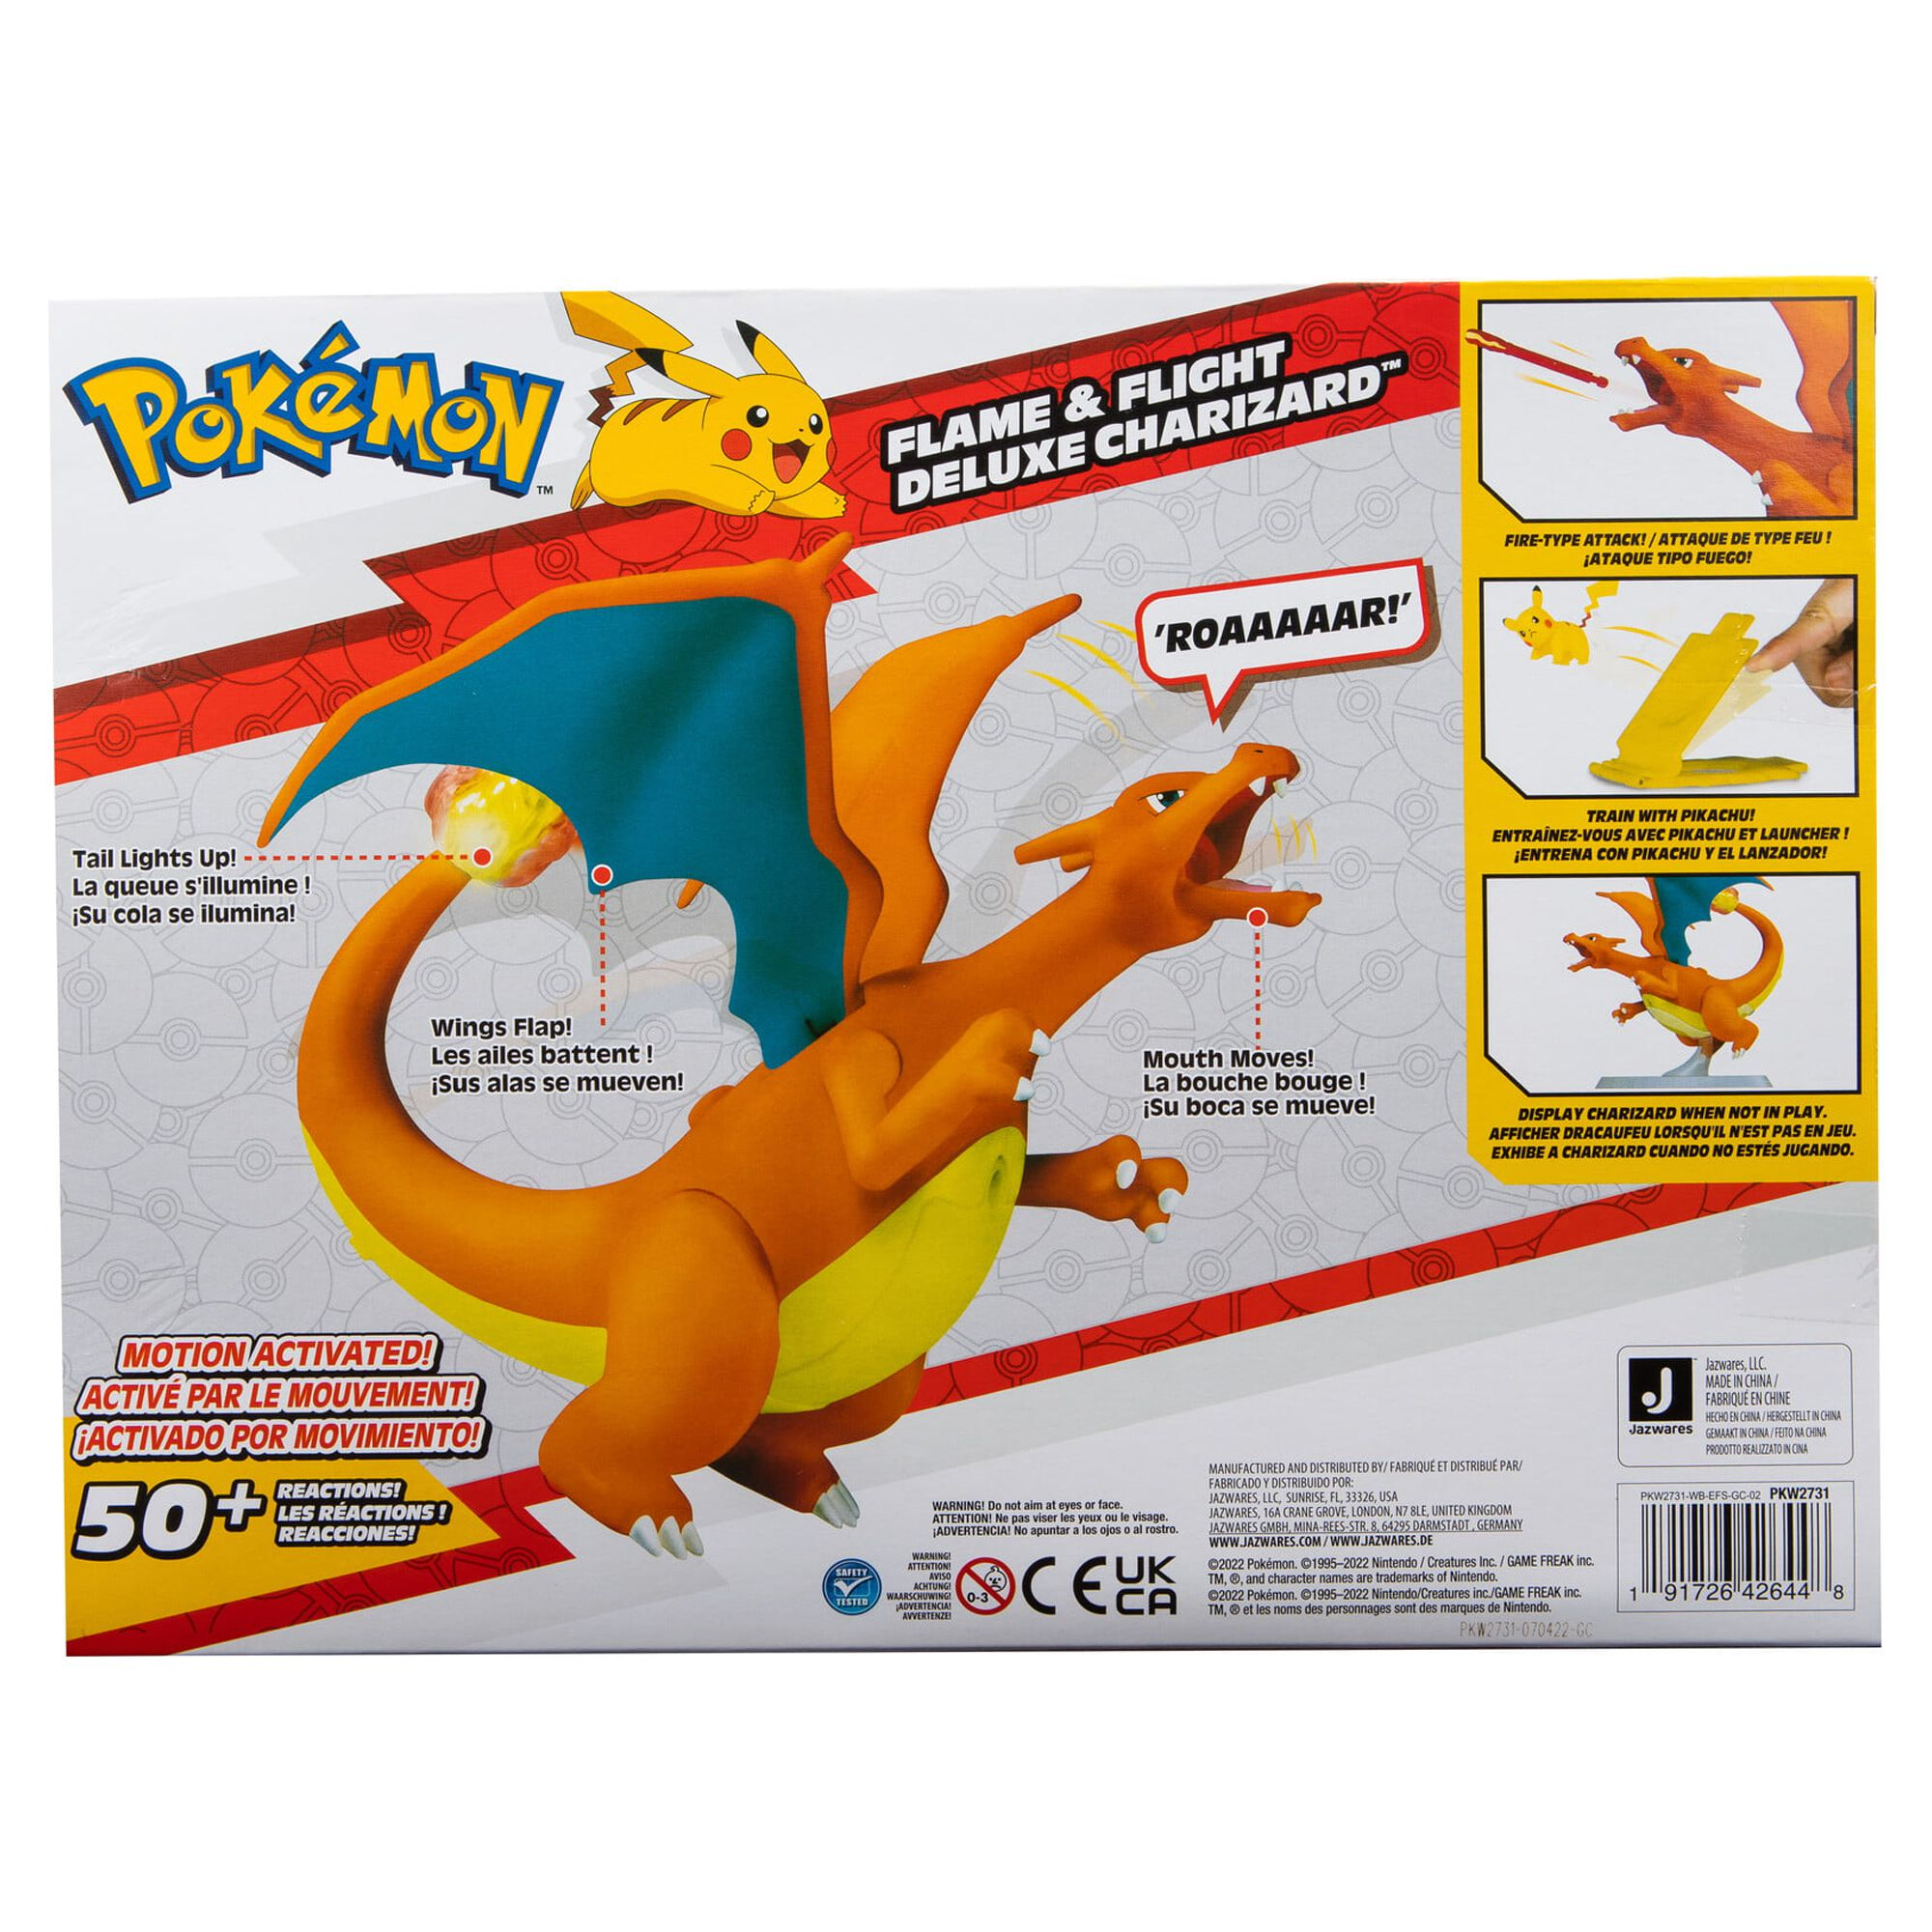 POKéMON™
FLAME & FLIGHT
DELUXE CHARIZARD™
'ROAAAAAR!'
Tail Lights Up!
La queue s'illumine !
¡Su cola se ilumina!
Wings Flap!
Les ailes battent !
¡Sus alas se mueven!
Mouth Moves!
La bouche bouge !
¡Su boca se mueve!
FIRE-TYPE ATTACK! / ATTAQUE DE TYPE FEU !
¡ATAQUE TIPO FUEGO!
TRAIN WITH PIKACHU!
ENTRAÎNEZ-VOUS AVEC PIKACHU ET LAUNCHER !
¡ENTRENA CON PIKACHU Y EL LANZADOR!
DISPLAY CHARIZARD WHEN NOT IN PLAY.
AFFICHER DRACAUFEU LORSQU'IL N'EST PAS EN JEU.
EXHIBE A CHARIZARD CUANDO NO ESTÉS JUGANDO.
MOTION ACTIVATED!
ACTIVÉ PAR LE MOUVEMENT!
¡ACTIVADO POR MOVIMIENTO!
50+
REACTIONS!
LES RÉACTIONS !
REACCIONES!
WARNING! Do not aim at eyes or face.
ATTENTION! Ne pas viser les yeux ou le visage.
¡ADVERTENCIA! No apuntar a los ojos o al rostro.
SAFETY
TESTED
WARNING!
ATTENTION!
AVISO
ACHTUNG!
WAARSCHUWING!
¡ADVERTENCIA!
AVVERTENZE!
0-3
CE
UK
CA
MANUFACTURED AND DISTRIBUTED BY/ FABRIQUÉ ET DISTRIBUÉ PAR/
FABRICADO Y DISTRIBUIDO POR:
JAZWARES, LLC, SUNRISE, FL, 33326, USA
JAZWARES, 16A CRANE GROVE, LONDON, N7 8LE, UNITED KINGDOM
JAZWARES GMBH, MINA-REES-STR. 8, 64295 DARMSTADT , GERMANY
WWW.JAZWARES.COM / WWW.JAZWARES.DE
©2022 Pokémon. ©1995–2022 Nintendo / Creatures Inc. / GAME FREAK inc.
TM, ®, and character names are trademarks of Nintendo.
©2022 Pokémon. ©1995–2022 Nintendo/Creatures inc./GAME FREAK inc.
TM, ® et les noms des personnages sont des marques de Nintendo.
PKW2731-070422-GC
J
Jazwares
Jazwares, LLC.
MADE IN CHINA /
FABRIQUÉ EN CHINE
HECHO EN CHINA / HERGESTELLT IN CHINA
GEMAAKT IN CHINA / FEITO NA CHINA
PRODOTTO REALIZZATO IN CINA
PKW2731-WB-EFS-GC-02 PKW2731
1 91726 42644 8